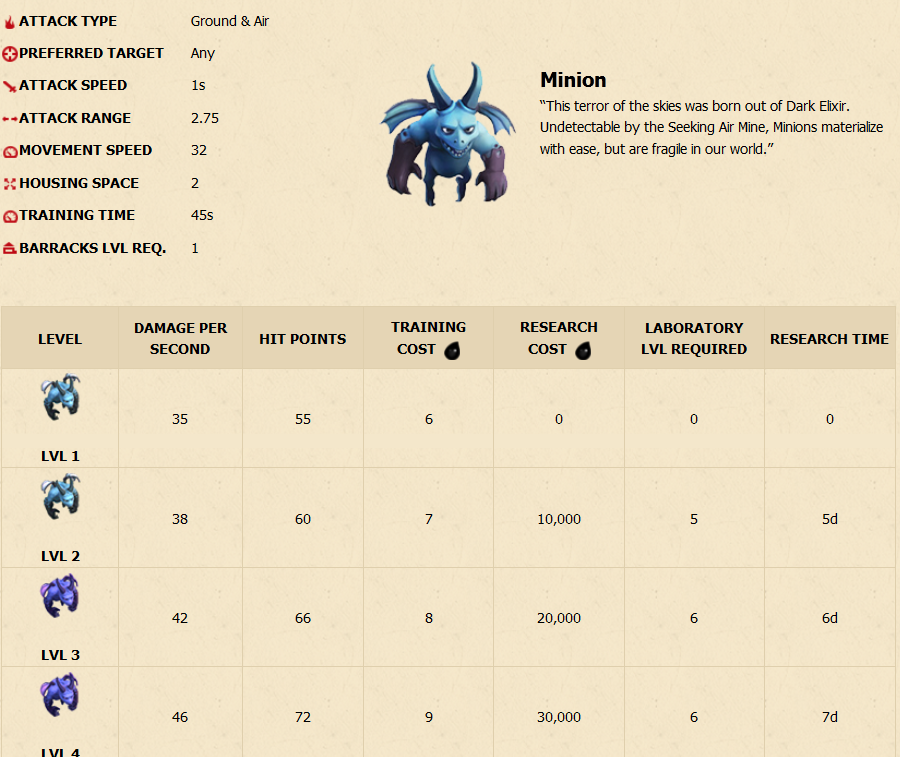 ATTACK TYPE Ground & Air
PREFERRED TARGET Any
ATTACK SPEED 1s
ATTACK RANGE 2.75
MOVEMENT SPEED 32
HOUSING SPACE 2
TRAINING TIME 45s
BARRACKS LVL REQ. 1
Minion
“This terror of the skies was born out of Dark Elixir.
Undetectable by the Seeking Air Mine, Minions materialize
with ease, but are fragile in our world.”
LEVEL DAMAGE PER SECOND HIT POINTS TRAINING COST RESEARCH COST LABORATORY LVL REQUIRED RESEARCH TIME
LVL 1 35 55 6 0 0 0
LVL 2 38 60 7 10,000 5 5d
LVL 3 42 66 8 20,000 6 6d
LVL 4 46 72 9 30,000 6 7d